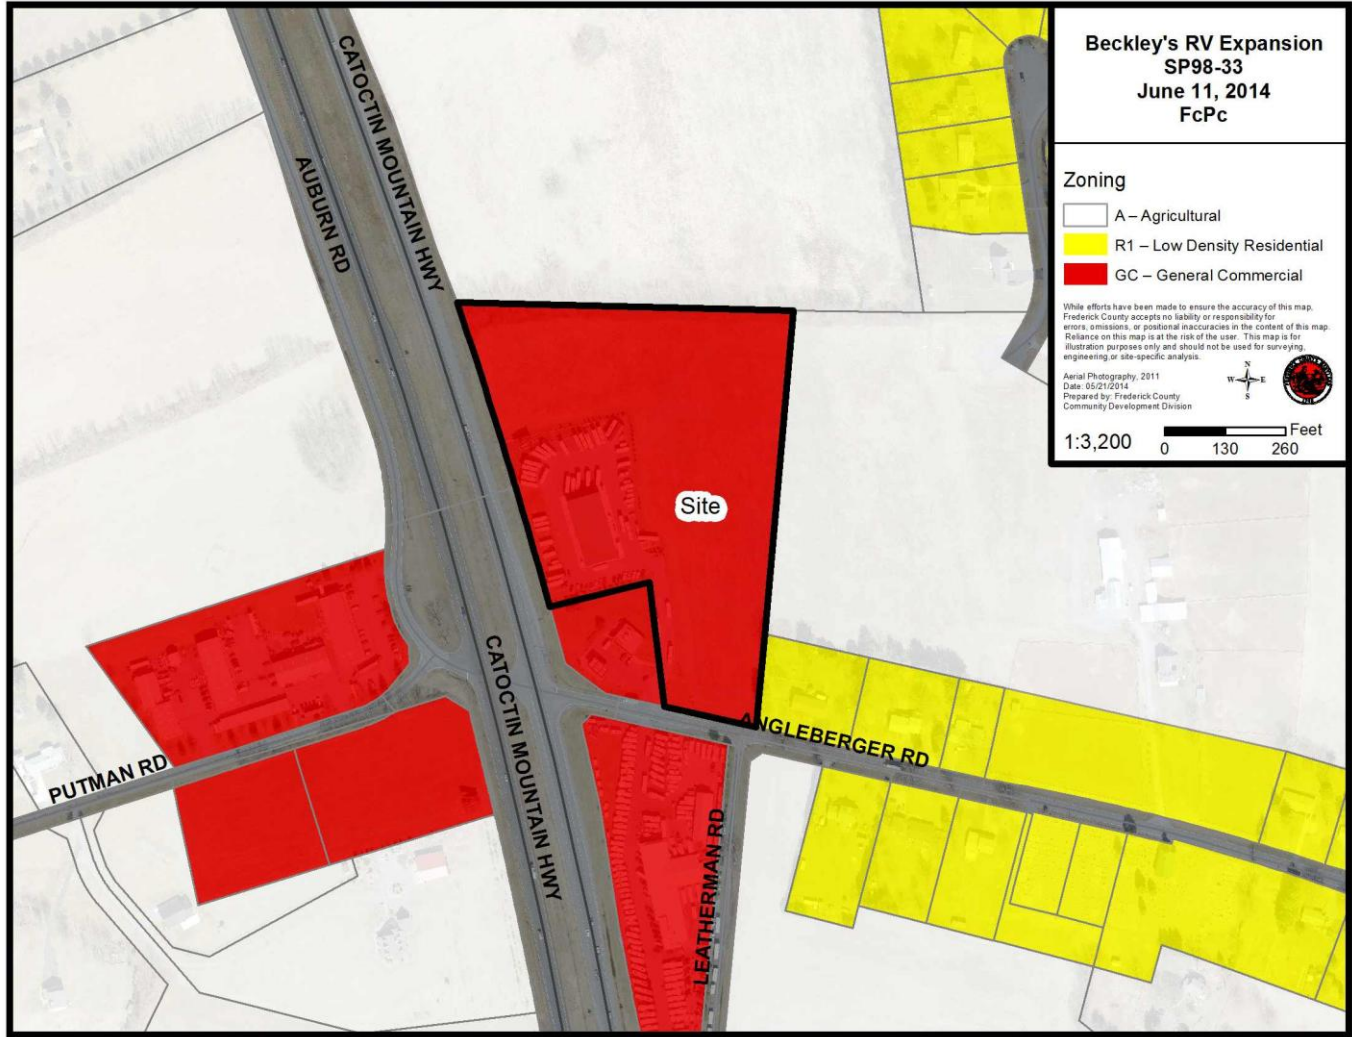 Beckley's RV Expansion
SP98-33
June 11, 2014
FcPc
Zoning
A – Agricultural
R1 – Low Density Residential
GC – General Commercial
While efforts have been made to ensure the accuracy of this map,
Frederick County accepts no liability or responsibility for
errors, omissions, or positional inaccuracies in the content of this map.
Reliance on this map is at the risk of the user. This map is for
illustration purposes only and should not be used for surveying,
engineering, or site-specific analysis.
Aerial Photography, 2011
Date: 05/21/2014
Prepared by: Frederick County
Community Development Division
N
W E
S
1:3,200
Feet
0 130 260
CATOCTIN MOUNTAIN HWY
AUBURN RD
Site
CATOCTIN MOUNTAIN HWY
ANGLEBERGER RD
PUTMAN RD
LEATHERMAN RD